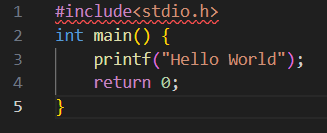 1 #include<stdio.h>
2 int main() {
3     printf("Hello World");
4     return 0;
5 }